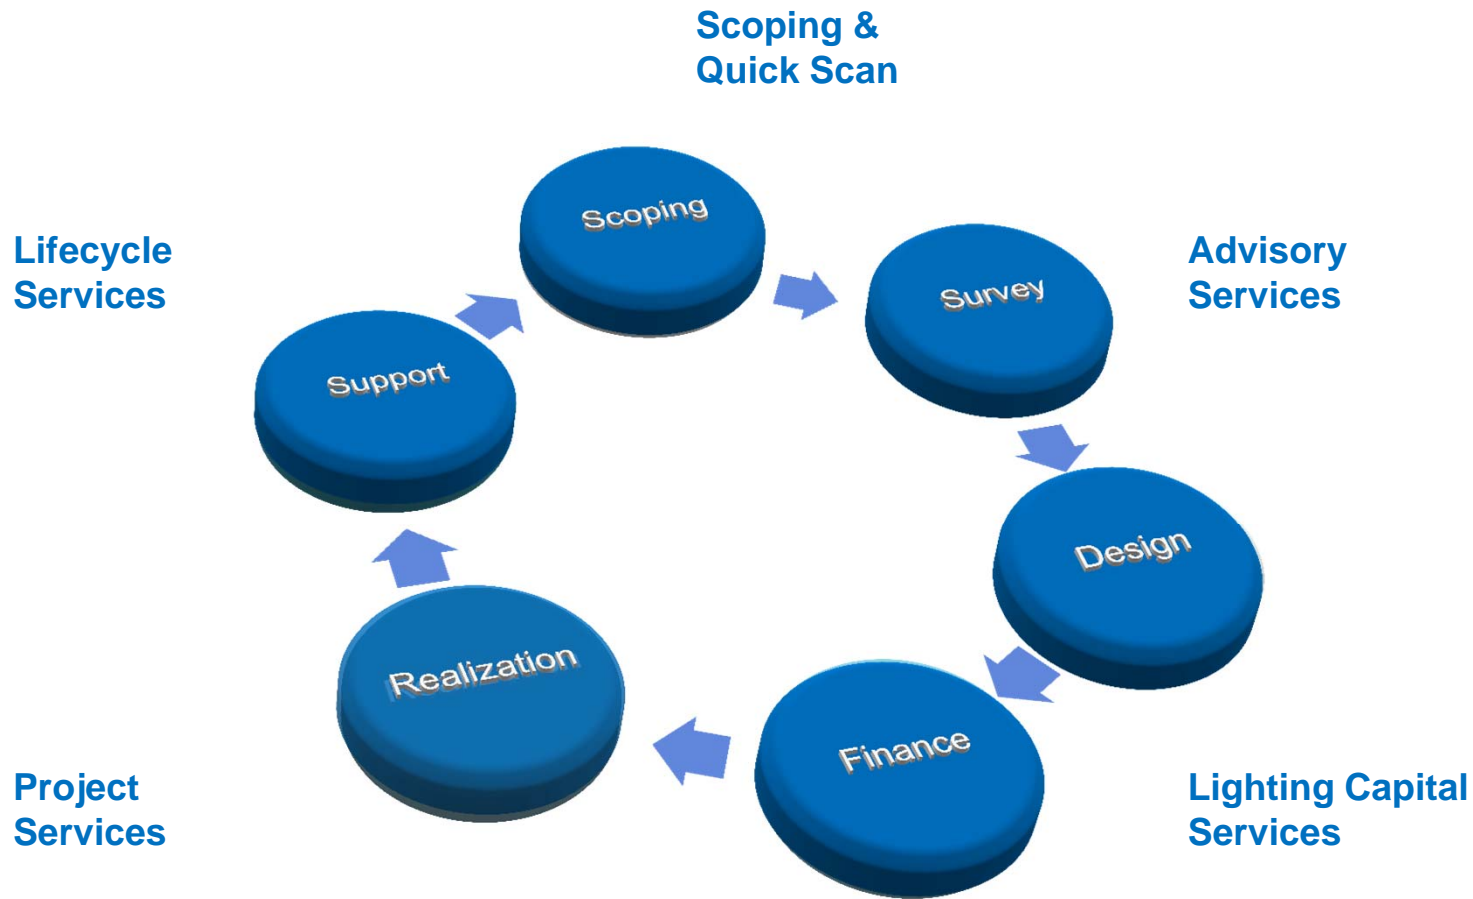 Scoping &
Quick Scan
Scoping
Lifecycle
Services
Advisory
Services
Survey
Support
Design
Realization
Finance
Project
Services
Lighting Capital
Services